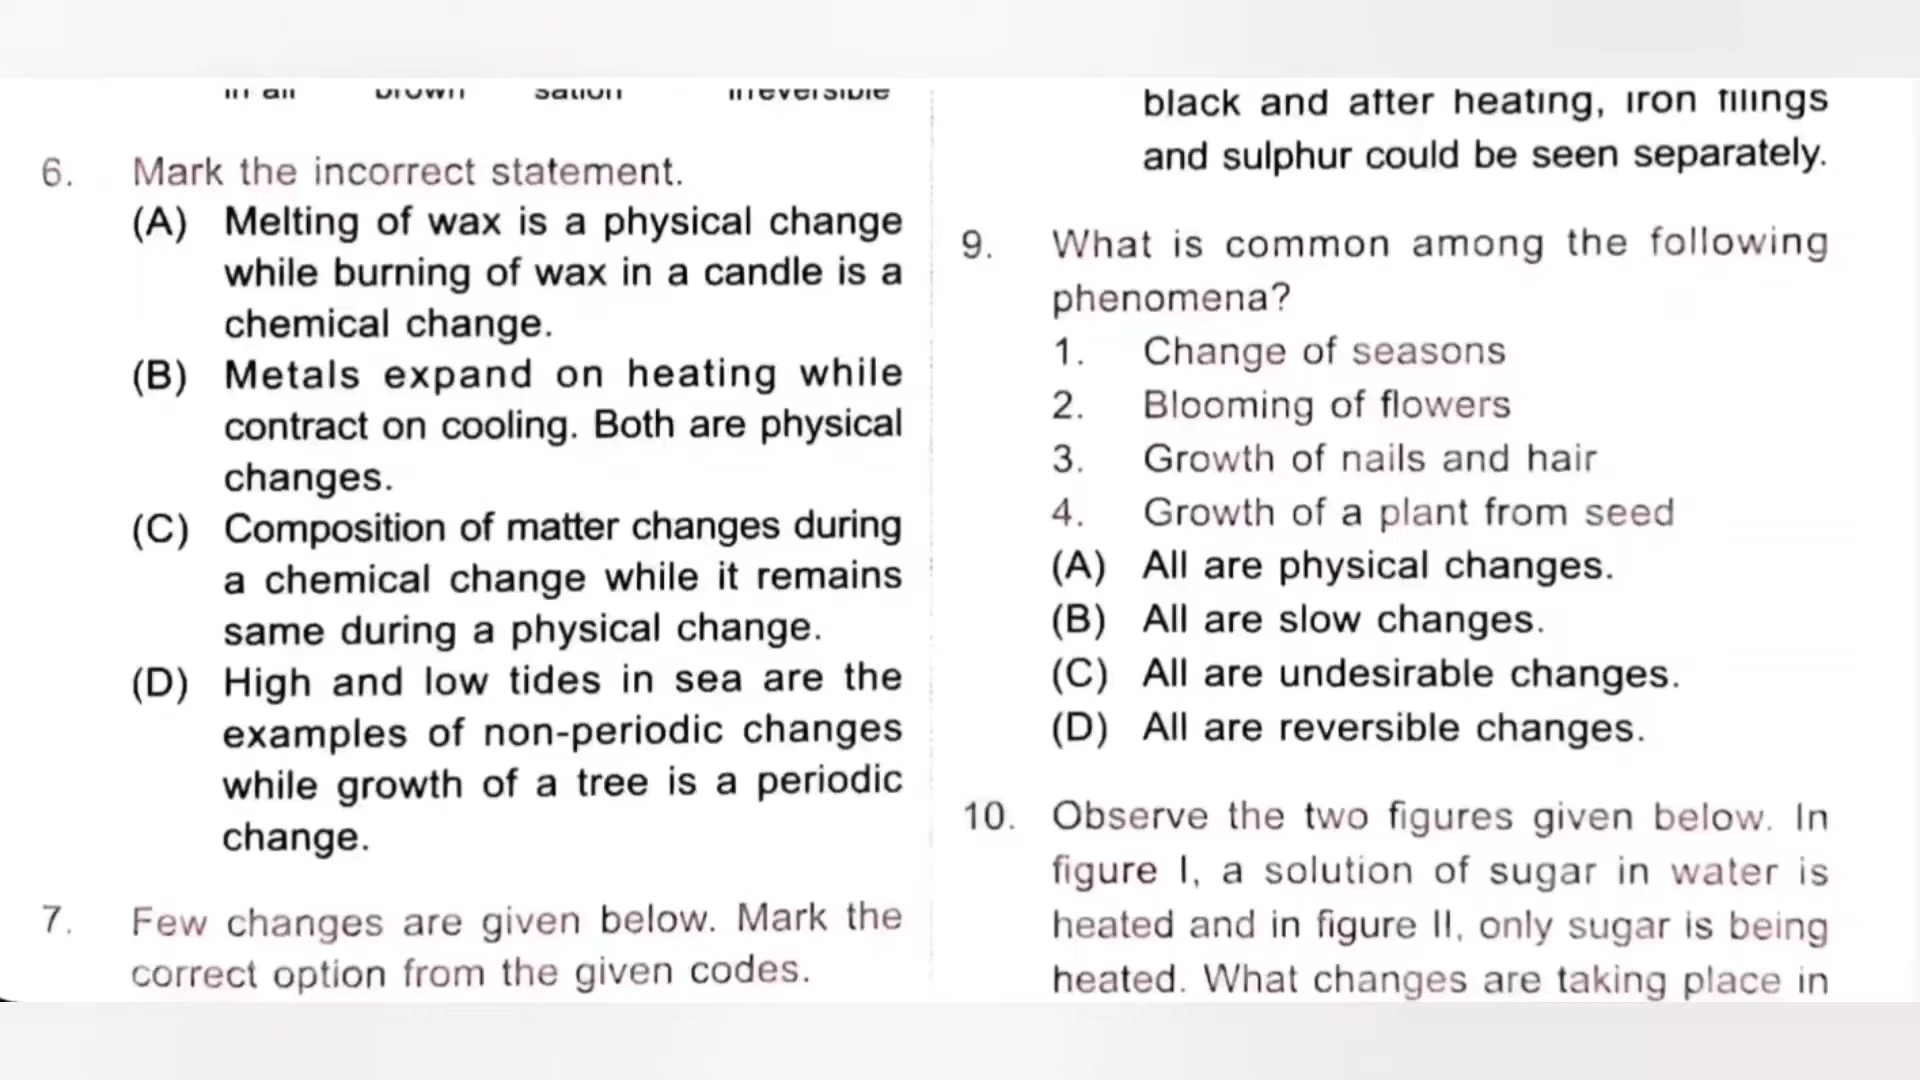 in air brown sation irreversible
6. Mark the incorrect statement.
(A) Melting of wax is a physical change
while burning of wax in a candle is a
chemical change.
(B) Metals expand on heating while
contract on cooling. Both are physical
changes.
(C) Composition of matter changes during
a chemical change while it remains
same during a physical change.
(D) High and low tides in sea are the
examples of non-periodic changes
while growth of a tree is a periodic
change.
7. Few changes are given below. Mark the
correct option from the given codes.
black and after heating, iron filings
and sulphur could be seen separately.
9. What is common among the following
phenomena?
1. Change of seasons
2. Blooming of flowers
3. Growth of nails and hair
4. Growth of a plant from seed
(A) All are physical changes.
(B) All are slow changes.
(C) All are undesirable changes.
(D) All are reversible changes.
10. Observe the two figures given below. In
figure I, a solution of sugar in water is
heated and in figure II, only sugar is being
heated. What changes are taking place in